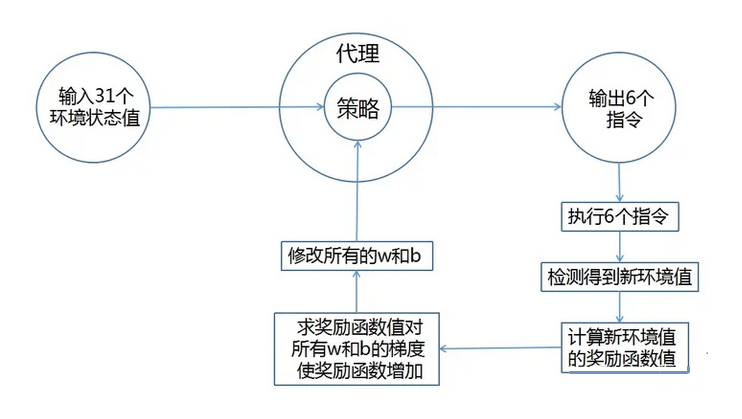 代理
输入31个
环境状态值
策略
输出6个
指令
执行6个指令
检测得到新环境值
计算新环境值
的奖励函数值
求奖励函数值对
所有w和b的梯度
使奖励函数增加
修改所有的w和b